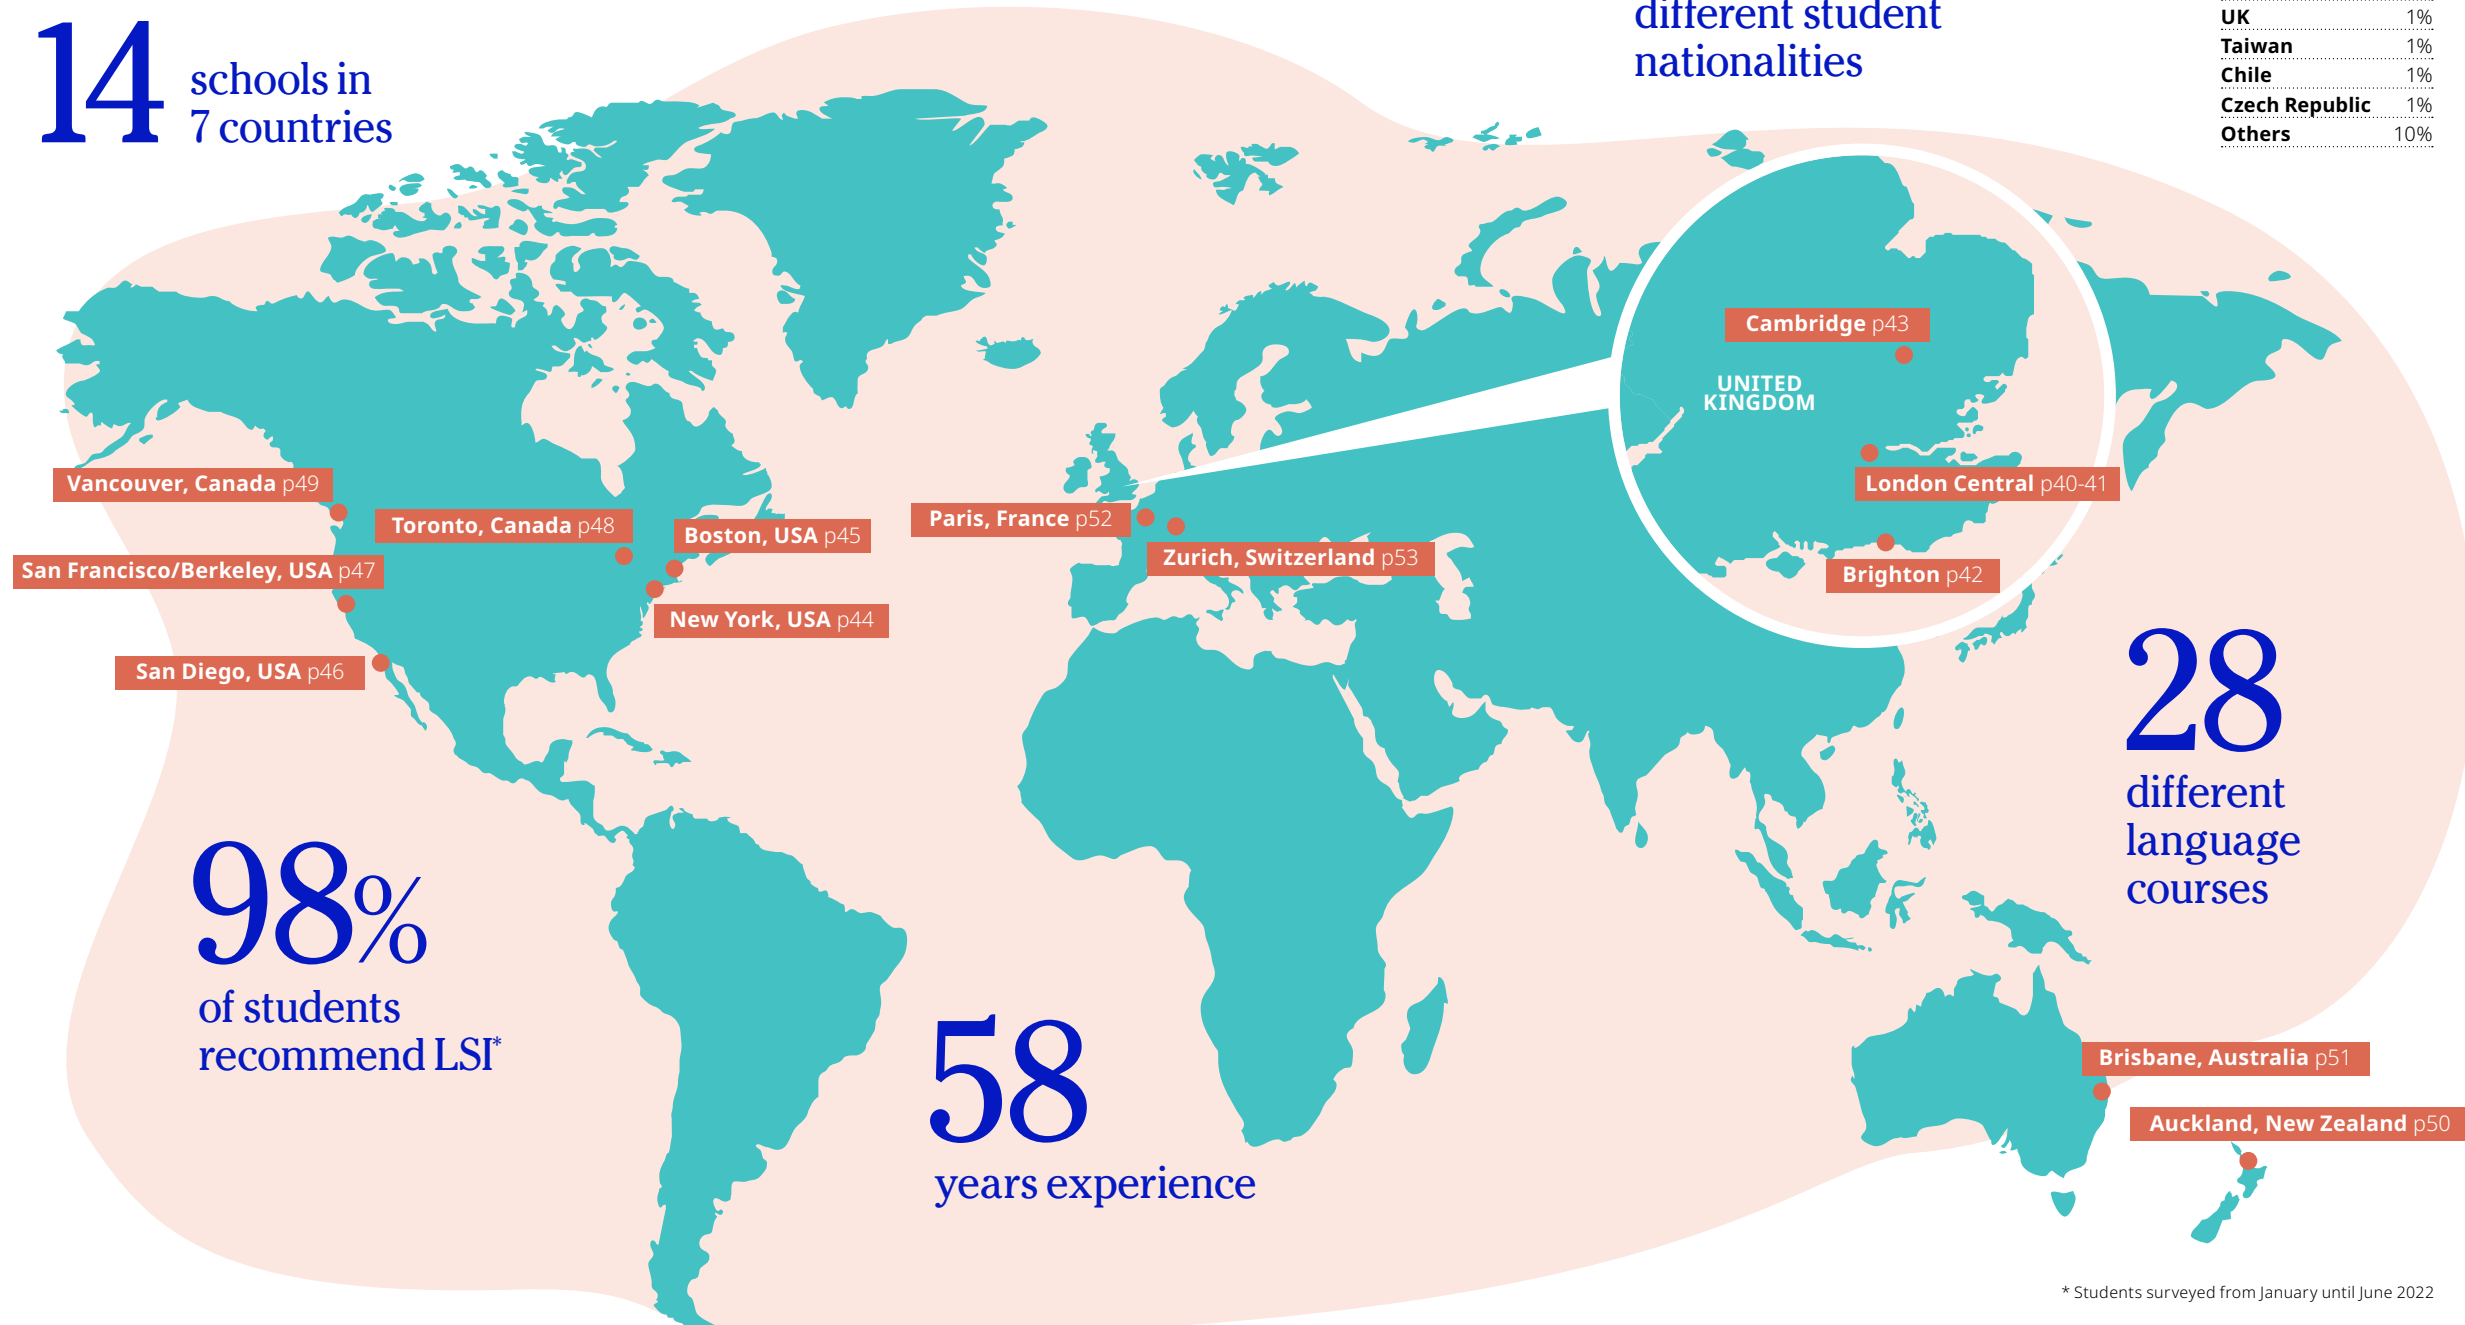 14
schools in
7 countries
different student
nationalities
UK 1%
Taiwan 1%
Chile 1%
Czech Republic 1%
Others 10%
Cambridge p43
UNITED
KINGDOM
London Central p40-41
Brighton p42
Vancouver, Canada p49
Toronto, Canada p48
Boston, USA p45
San Francisco/Berkeley, USA p47
New York, USA p44
San Diego, USA p46
Paris, France p52
Zurich, Switzerland p53
28
different
language
courses
98%
of students
recommend LSI*
58
years experience
Brisbane, Australia p51
Auckland, New Zealand p50
* Students surveyed from January until June 2022